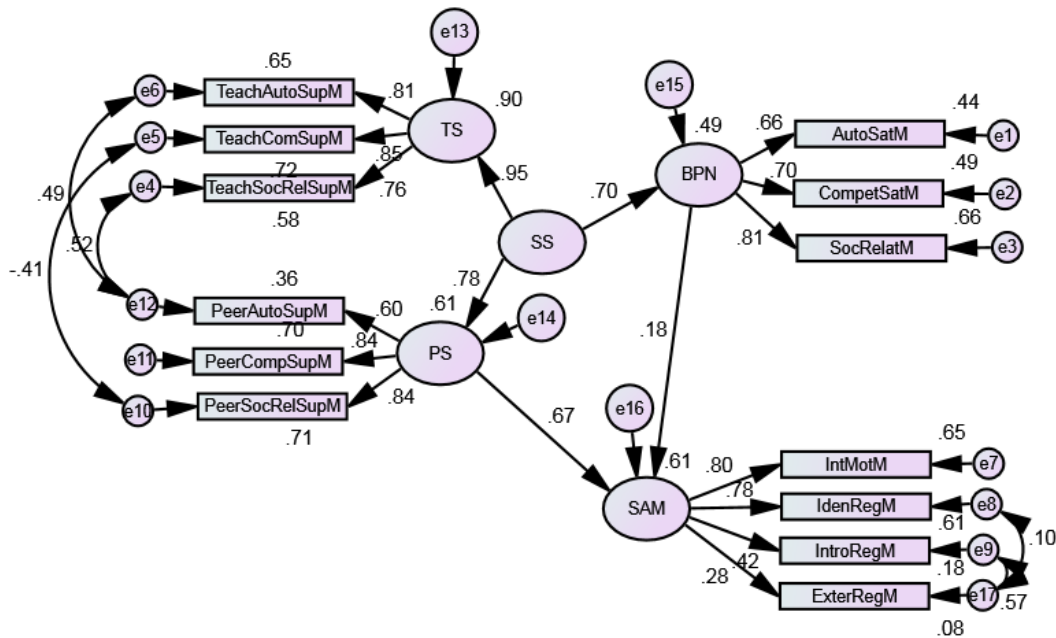 e13
.65
e6
TeachAutoSupM
.81
.90
TS
e5
TeachComSupM
.85
.72
e4
TeachSocRelSupM
.76
.58
.95
.49
.52
-.41
SS
.70
e15
.49
BPN
.66
AutoSatM
.44
e1
.70
CompetSatM
.49
e2
.81
SocRelatM
.66
e3
.78
.36
e12
PeerAutoSupM
.60
.61
e14
.70
e11
PeerCompSupM
.84
PS
e10
PeerSocRelSupM
.84
.71
.18
.67
e16
.61
SAM
.80
IntMotM
.65
e7
.78
IdenRegM
e8
.61
.10
.42
IntroRegM
e9
.18
.28
ExterRegM
e17
.57
.08